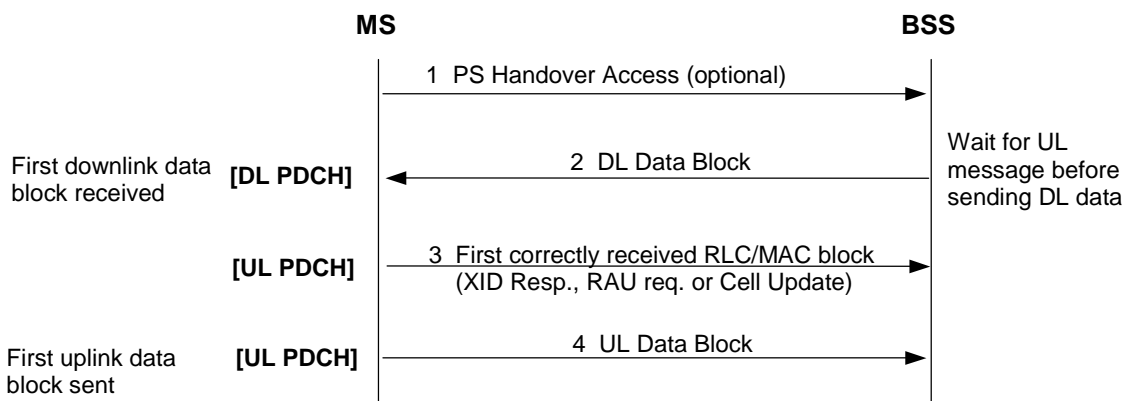 MS
BSS
1 PS Handover Access (optional)
First downlink data
block received
[DL PDCH]
2 DL Data Block
Wait for UL
message before
sending DL data
[UL PDCH]
3 First correctly received RLC/MAC block
(XID Resp., RAU req. or Cell Update)
First uplink data
block sent
[UL PDCH]
4 UL Data Block